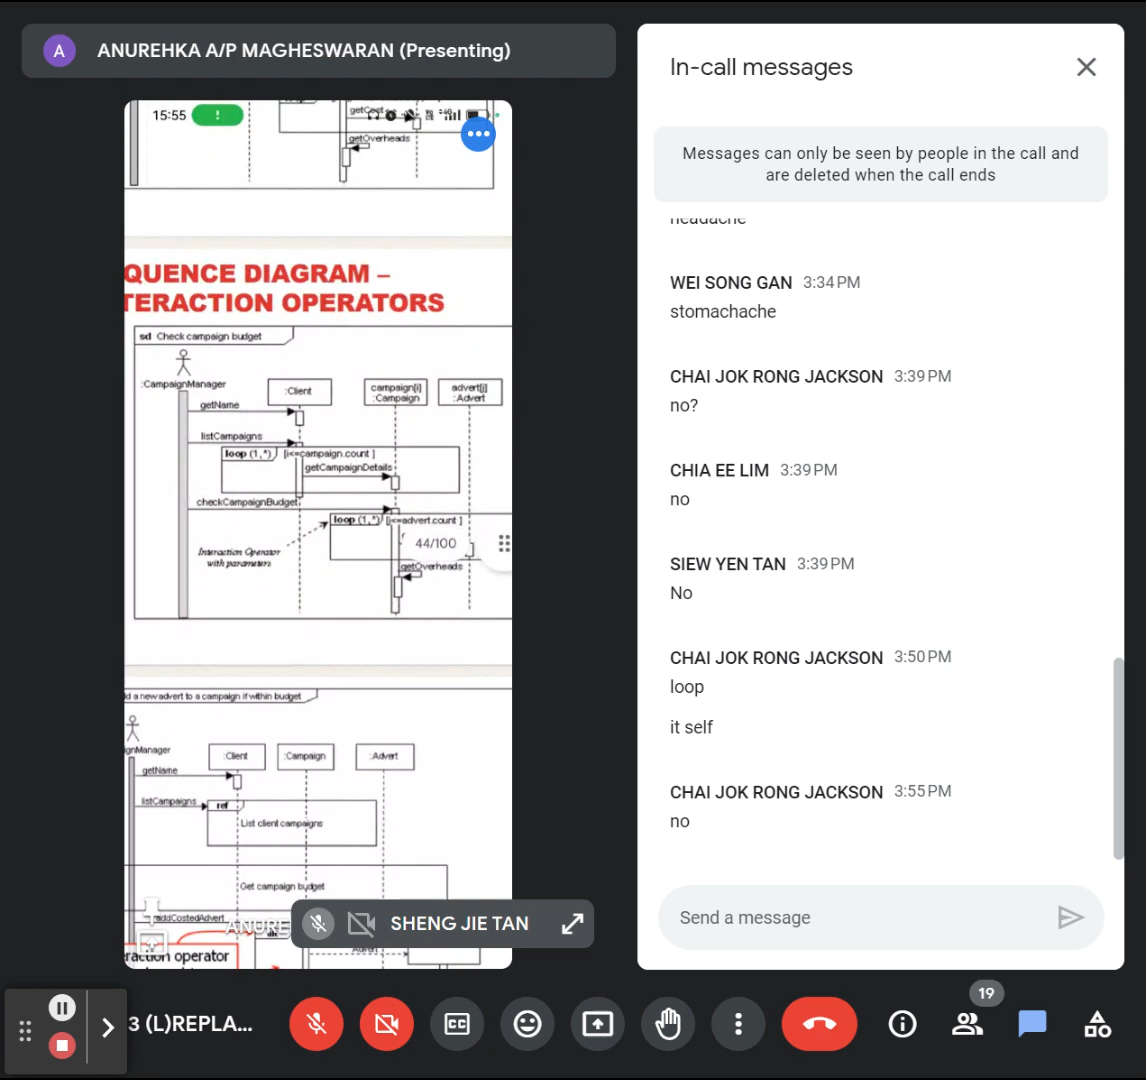 A ANUREHKA A/P MAGHESWARAN (Presenting)
15:55
getCost
getOverheads
QUENCE DIAGRAM –
TERACTION OPERATORS
sd Check campaign budget
:CampaignManager
:Client
campaign[i]
:Campaign
advert[j]
:Advert
getName
listCampaigns
loop (1,*) [i<=campaign.count ]
getCampaignDetails
checkCampaignBudget
loop (1,*) [j<=advert.count ]
Interaction Operator
with parameters
44/100
getOverheads
d a new advert to a campaign if within budget
ignManager
:Client
:Campaign
:Advert
getName
listCampaigns
ref
List client campaigns
Get campaign budget
addCostedAdvert
ANURE
SHENG JIE TAN
raction operator
In-call messages
Messages can only be seen by people in the call and
are deleted when the call ends
headache
WEI SONG GAN 3:34 PM
stomachache
CHAI JOK RONG JACKSON 3:39 PM
no?
CHIA EE LIM 3:39 PM
no
SIEW YEN TAN 3:39 PM
No
CHAI JOK RONG JACKSON 3:50 PM
loop
it self
CHAI JOK RONG JACKSON 3:55 PM
no
Send a message
3 (L)REPLA...
CC
19